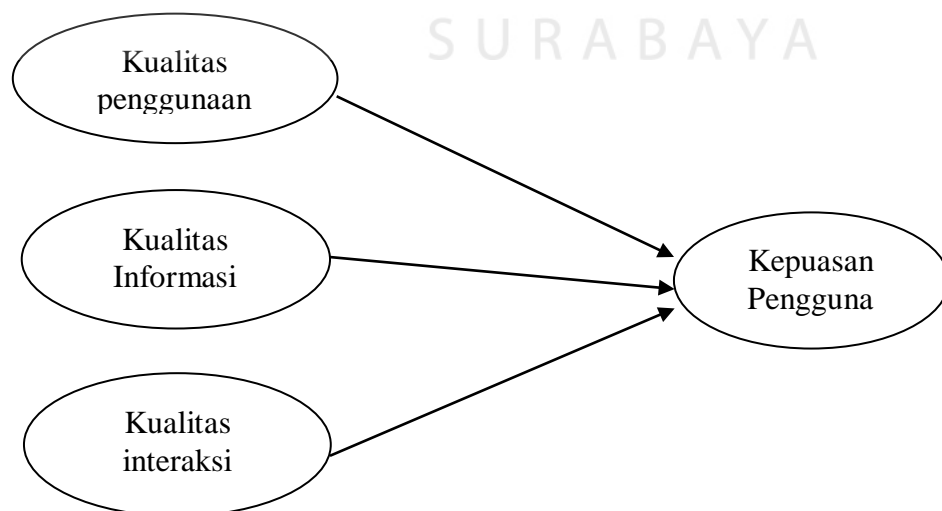 SURABAYA
Kualitas
penggunaan
Kualitas
Informasi
Kepuasan
Pengguna
Kualitas
interaksi